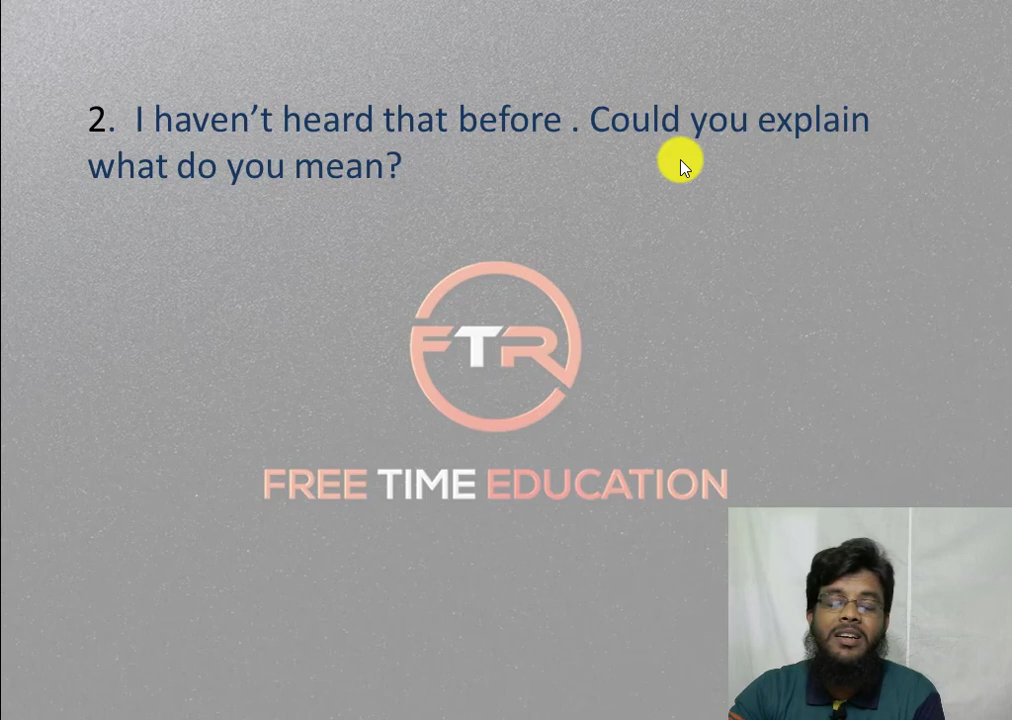 2. I haven’t heard that before . Could you explain
what do you mean?
FTR
FREE TIME EDUCATION